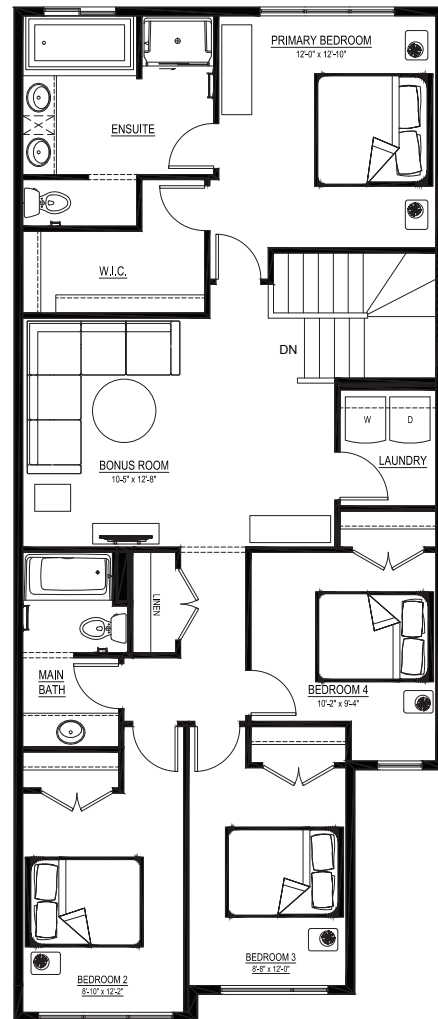 PRIMARY BEDROOM
12'-0" x 12'-10"
ENSUITE
W.I.C.
DN
W
D
LAUNDRY
BONUS ROOM
10-5" x 12'-8"
LINEN
MAIN
BATH
BEDROOM 4
10'-2" x 9'-4"
BEDROOM 3
8'-8" x 12'-0"
BEDROOM 2
8'-10" x 12'-2"